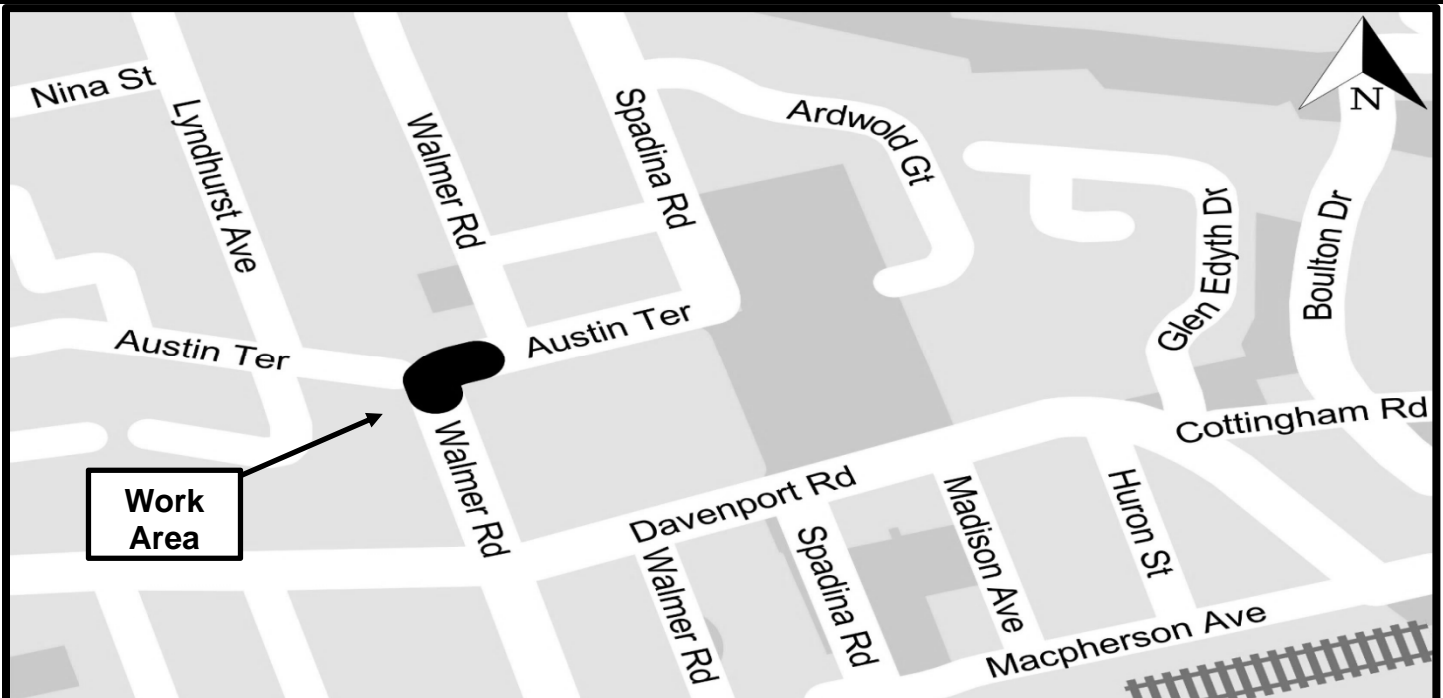 Nina St
Lyndhurst Ave
Walmer Rd
Spadina Rd
Ardwold Gt
N
Glen Edyth Dr
Boulton Dr
Austin Ter
Austin Ter
Work
Area
Walmer Rd
Davenport Rd
Cottingham Rd
Walmer Rd
Spadina Rd
Madison Ave
Huron St
Macpherson Ave